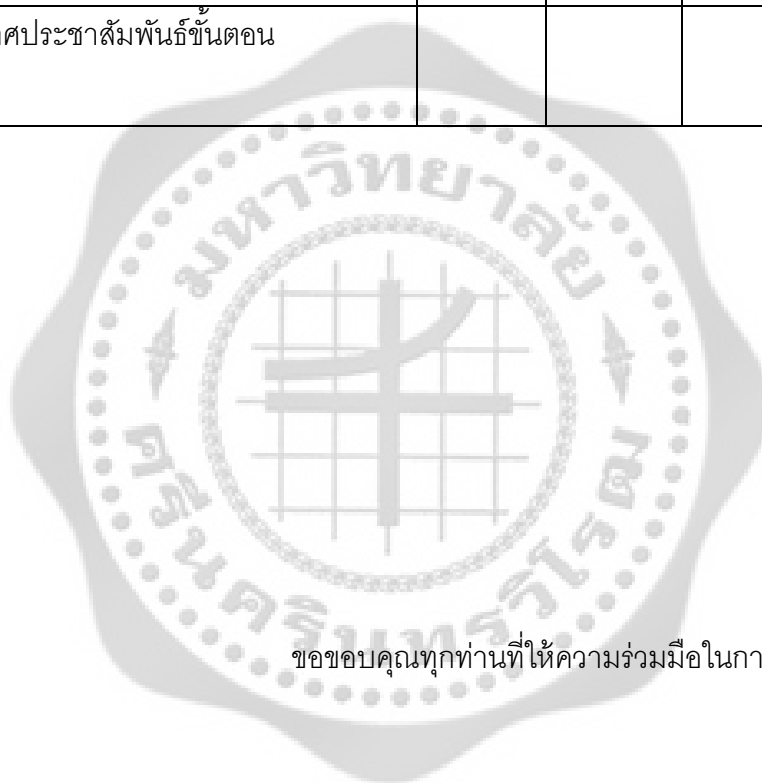 ศประชาสัมพันธ์ขั้นตอน
มหาวิทยาลัย
ศรีนครินทรวิโรฒ
ขอขอบคุณทุกท่านที่ให้ความร่วมมือในกา